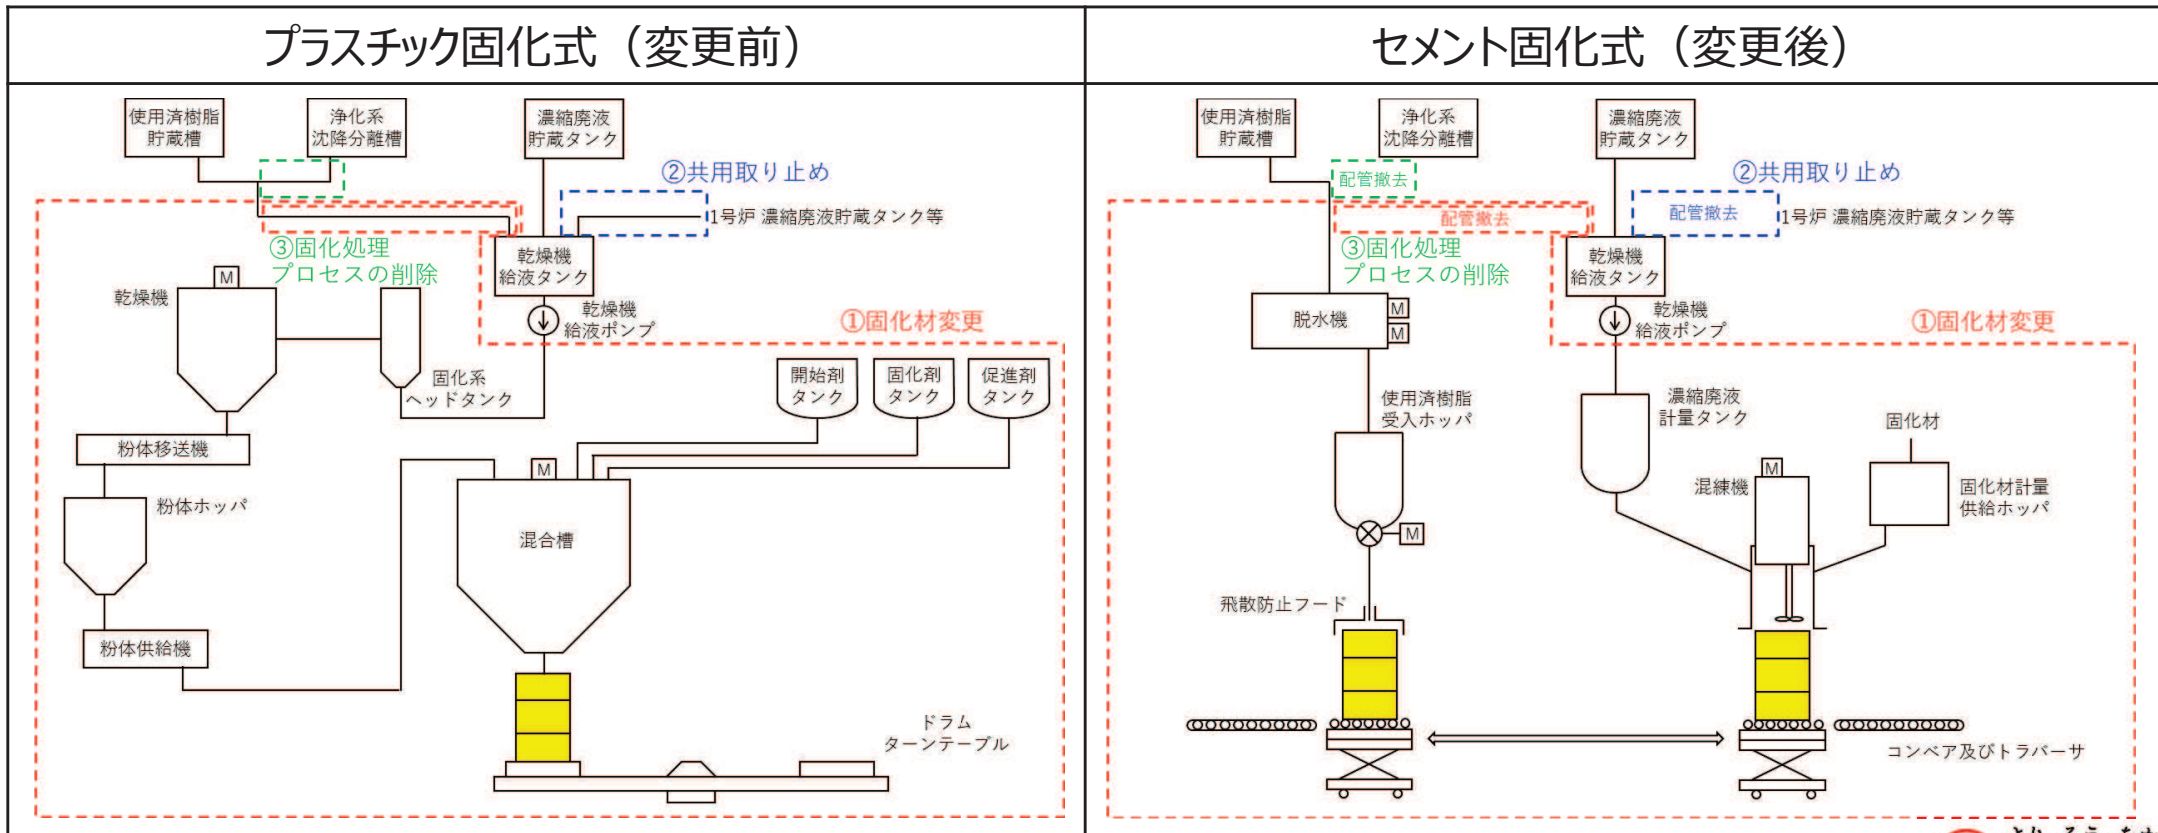 プラスチック固化式（変更前）
セメント固化式（変更後）
使用済樹脂
貯蔵槽
浄化系
沈降分離槽
濃縮廃液
貯蔵タンク
②共用取り止め
1号炉 濃縮廃液貯蔵タンク等
③固化処理
プロセスの削除
乾燥機
給液タンク
M
乾燥機
乾燥機
給液ポンプ
①固化材変更
固化系
ヘッドタンク
開始剤
タンク
固化剤
タンク
促進剤
タンク
粉体移送機
M
粉体ホッパ
混合槽
粉体供給機
ドラム
ターンテーブル
使用済樹脂
貯蔵槽
浄化系
沈降分離槽
濃縮廃液
貯蔵タンク
配管撤去
②共用取り止め
配管撤去
配管撤去
1号炉 濃縮廃液貯蔵タンク等
③固化処理
プロセスの削除
乾燥機
給液タンク
脱水機
M
M
乾燥機
給液ポンプ
①固化材変更
使用済樹脂
受入ホッパ
濃縮廃液
計量タンク
固化材
M
混練機
固化材計量
供給ホッパ
M
飛散防止フード
コンベア及びトラバーサ